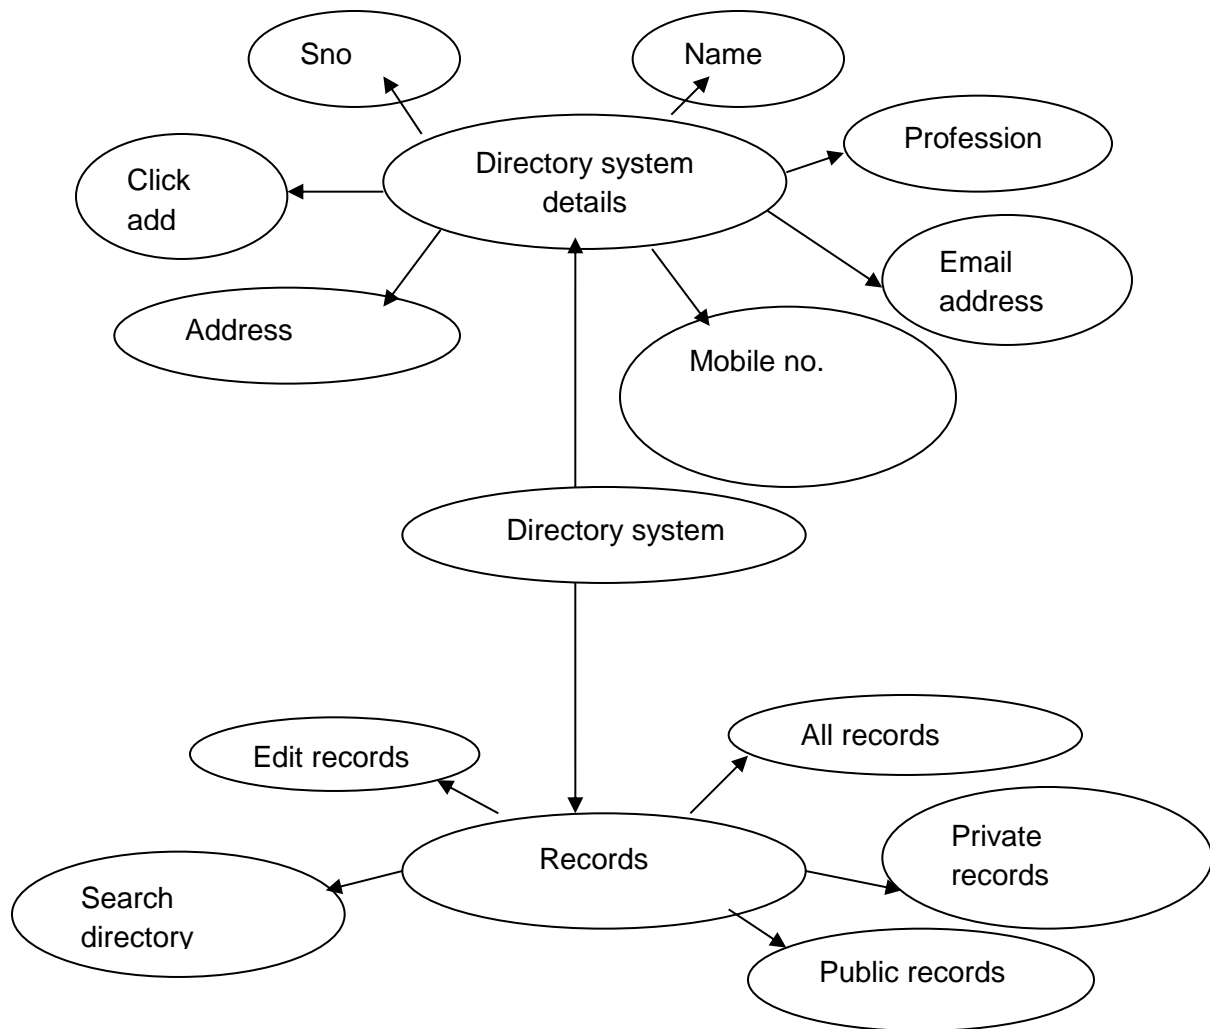 Sno
Name
Profession
Directory system
details
Click
add
Email
address
Address
Mobile no.
Directory system
All records
Edit records
Private
records
Records
Search
directory
Public records